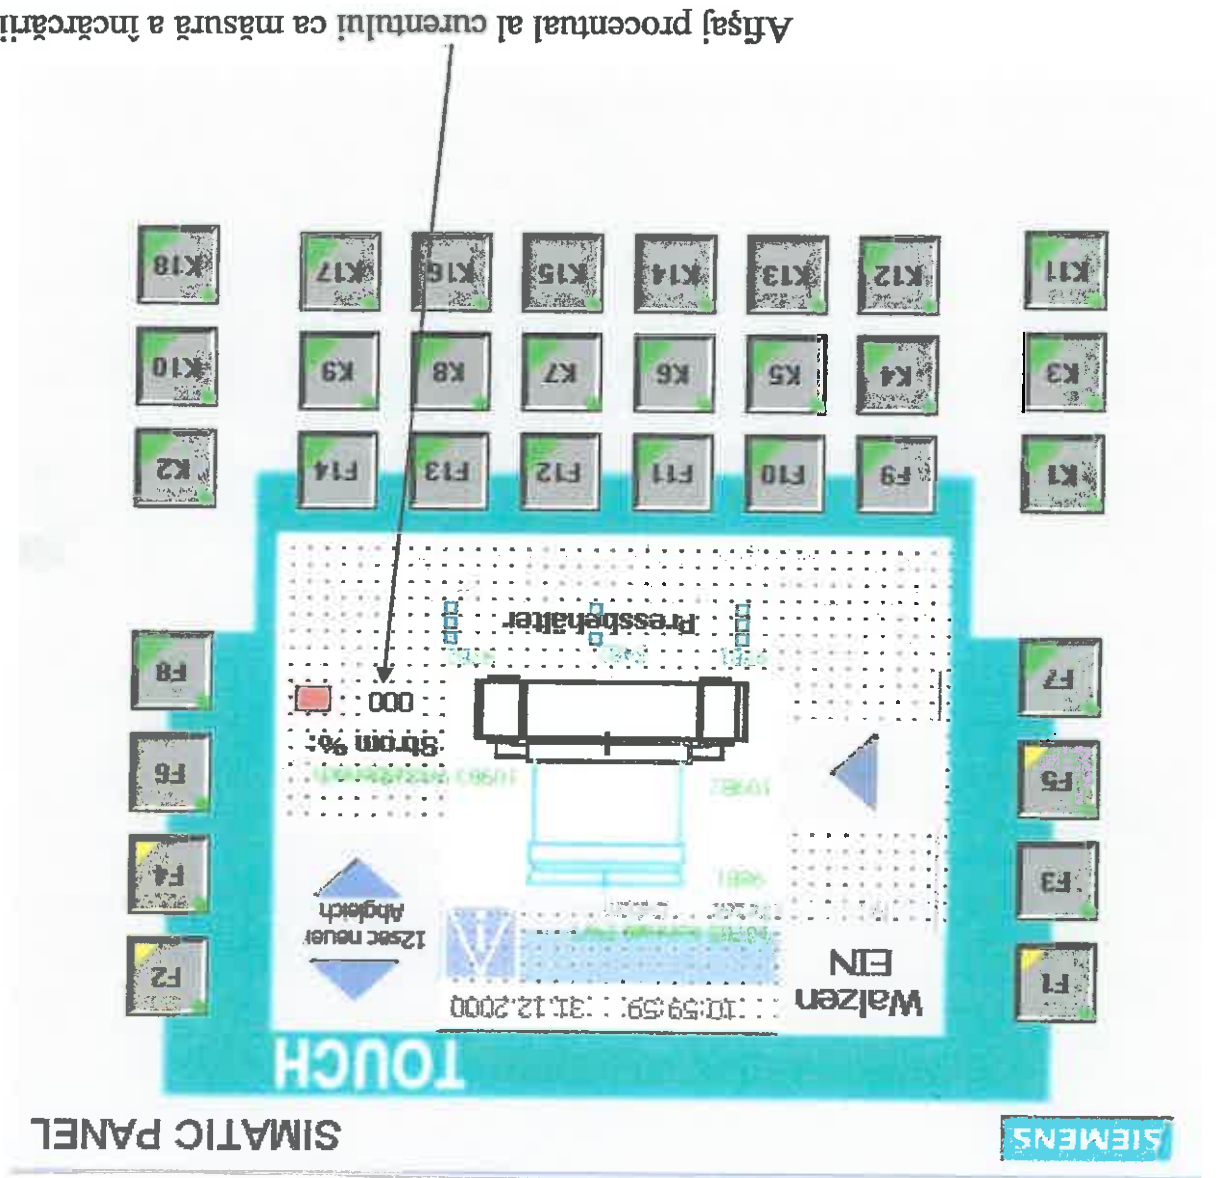 SIEMENS SIMATIC PANEL
TOUCH
10:59:59 31.12.2000
F1 Walzen F2
EIN
12sec neuer
Abgleich
F3 F4
F5 F6
Strom %:
000
F7 F8
Pressbehälter
K1 F9 F10 F11 F12 F13 F14 K2
K3 K4 K5 K6 K7 K8 K9 K10
K11 K12 K13 K14 K15 K16 K17 K18
Afişaj procentual al curentului ca măsură a încărcării